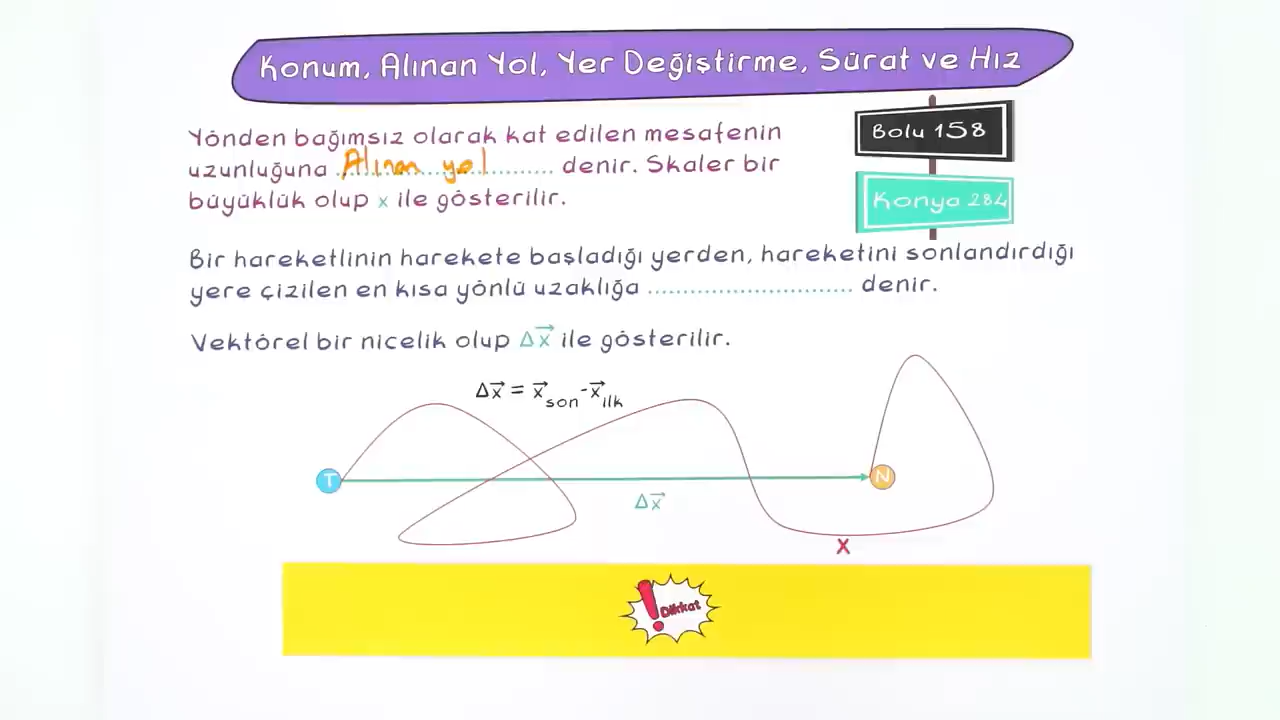 Konum, Alınan Yol, Yer Değiştirme, Sürat ve Hız
Yönden bağımsız olarak kat edilen mesafenin
uzunluğuna Alınan yol denir. Skaler bir
büyüklük olup x ile gösterilir.
Bolu 158
Konya 284
Bir hareketlinin harekete başladığı yerden, hareketini sonlandırdığı
yere çizilen en kısa yönlü uzaklığa .............................. denir.
Vektörel bir nicelik olup Δx⃗ ile gösterilir.
Δx⃗ = x⃗son - x⃗ilk
T
N
Δx⃗
X
Dikkat